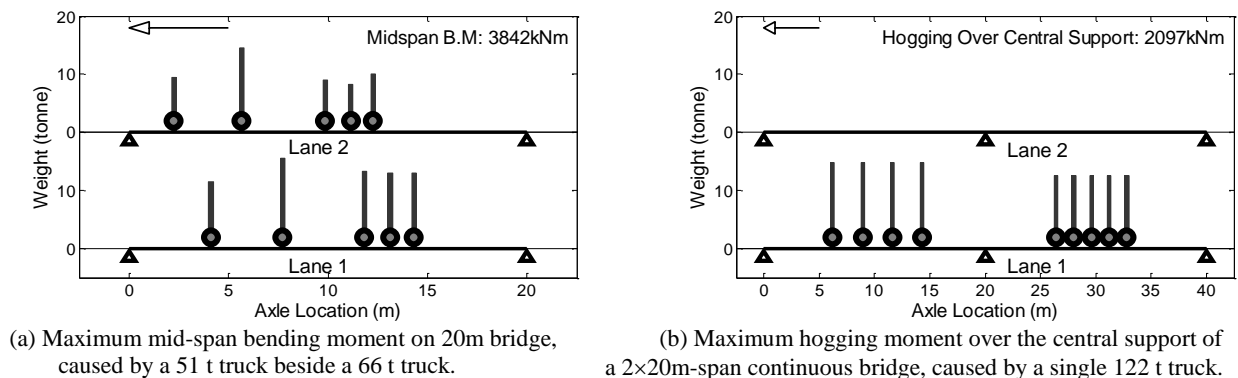 20
10
0
10
0
Weight (tonne)
Midspan B.M: 3842kNm
Lane 2
Lane 1
0 5 10 15 20
Axle Location (m)
(a) Maximum mid-span bending moment on 20m bridge,
caused by a 51 t truck beside a 66 t truck.
20
10
0
10
0
Weight (tonne)
Hogging Over Central Support: 2097kNm
Lane 2
Lane 1
0 5 10 15 20 25 30 35 40
Axle Location (m)
(b) Maximum hogging moment over the central support of
a 2×20m-span continuous bridge, caused by a single 122 t truck.